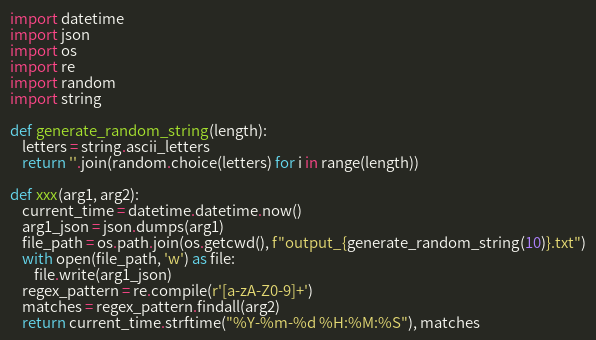 import datetime
import json
import os
import re
import random
import string

def generate_random_string(length):
    letters = string.ascii_letters
    return ''.join(random.choice(letters) for i in range(length))

def xxx(arg1, arg2):
    current_time = datetime.datetime.now()
    arg1_json = json.dumps(arg1)
    file_path = os.path.join(os.getcwd(), f"output_{generate_random_string(10)}.txt")
    with open(file_path, 'w') as file:
        file.write(arg1_json)
    regex_pattern = re.compile(r'[a-zA-Z0-9]+')
    matches = regex_pattern.findall(arg2)
    return current_time.strftime("%Y-%m-%d %H:%M:%S"), matches